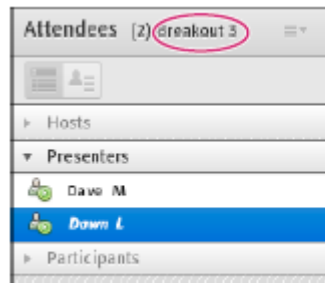 Attendees (2) breakout 3
Hosts
Presenters
Dave M
Dawn L
Participants